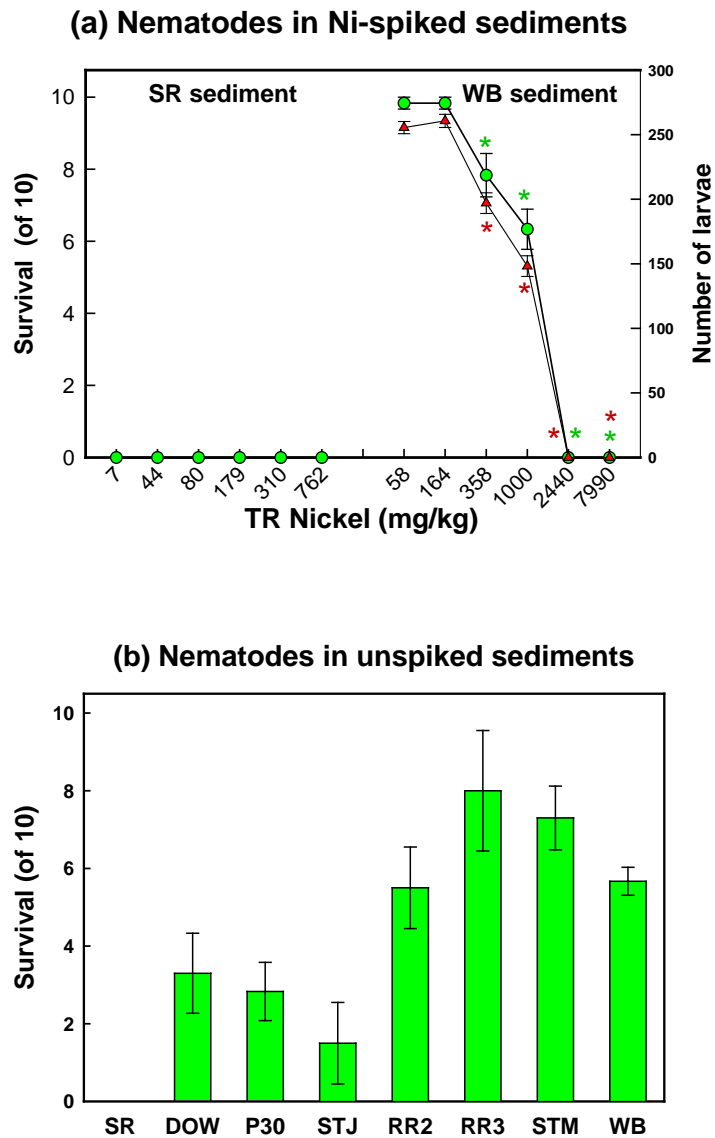 (a) Nematodes in Ni-spiked sediments
SR sediment
WB sediment
Survival (of 10)
10
8
6
4
2
0
Number of larvae
300
250
200
150
100
50
0
* * * * * * * *
7 44 80 179 310 762 58 164 358 1000 2440 7990
TR Nickel (mg/kg)
(b) Nematodes in unspiked sediments
Survival (of 10)
10
8
6
4
2
0
SR DOW P30 STJ RR2 RR3 STM WB